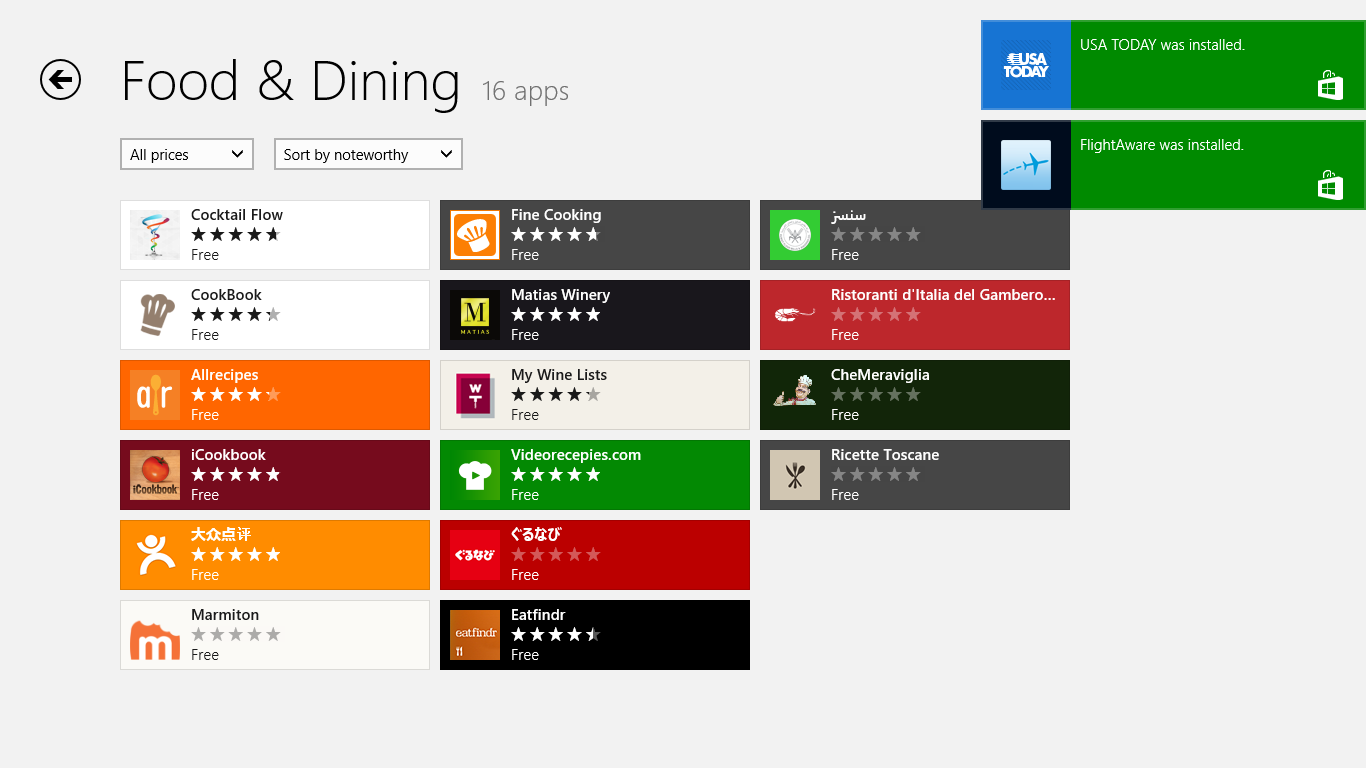 Food & Dining 16 apps
USA TODAY
USA TODAY was installed.
FlightAware was installed.
All prices
Sort by noteworthy
Cocktail Flow
Free
CookBook
Free
ar
Allrecipes
Free
iCookbook
iCookbook
Free
大众点评
Free
m
Marmiton
Free
Fine Cooking
Free
M
MATIAS
Matias Winery
Free
W
T
My Wine Lists
Free
Videorecepies.com
Free
ぐるなび
ぐるなび
Free
eatfindr
Eatfindr
Free
سنسز
Free
Ristoranti d'Italia del Gambero...
Free
CheMeraviglia
Free
Ricette Toscane
Free